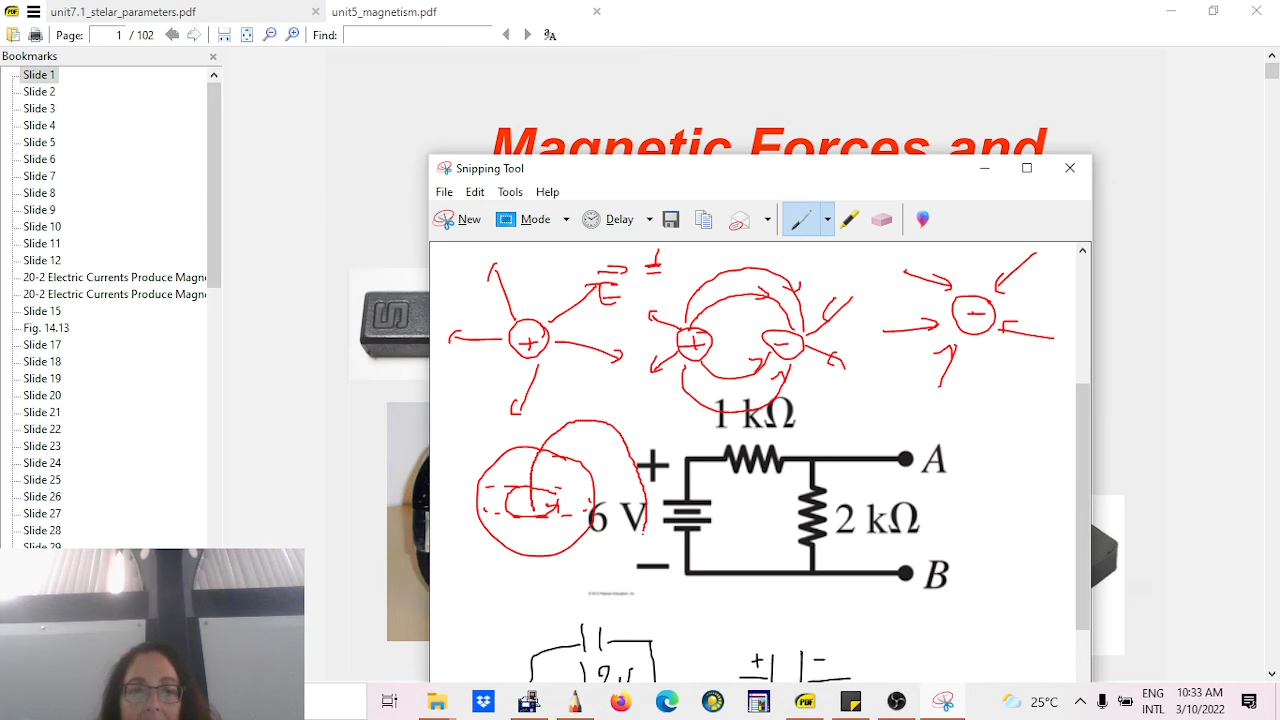 unit7.1_stelar_parameters.pdf
unit5_magnetism.pdf
Page: 1 / 102
Find:
Bookmarks
Slide 1
Slide 2
Slide 3
Slide 4
Slide 5
Slide 6
Slide 7
Slide 8
Slide 9
Slide 10
Slide 11
Slide 12
20-2 Electric Currents Produce Magne
20-2 Electric Currents Produce Magne
Slide 15
Fig. 14.13
Slide 17
Slide 18
Slide 19
Slide 20
Slide 21
Slide 22
Slide 23
Slide 24
Slide 25
Slide 26
Slide 27
Slide 28
Slide 29
Magnetic Forces and
Snipping Tool
File Edit Tools Help
New Mode Delay
E
+
+ -
-
1 kΩ
+
A
6 V
2 kΩ
−
B
+ -
25°C
ENG
INTL
10:36 AM
3/10/2022